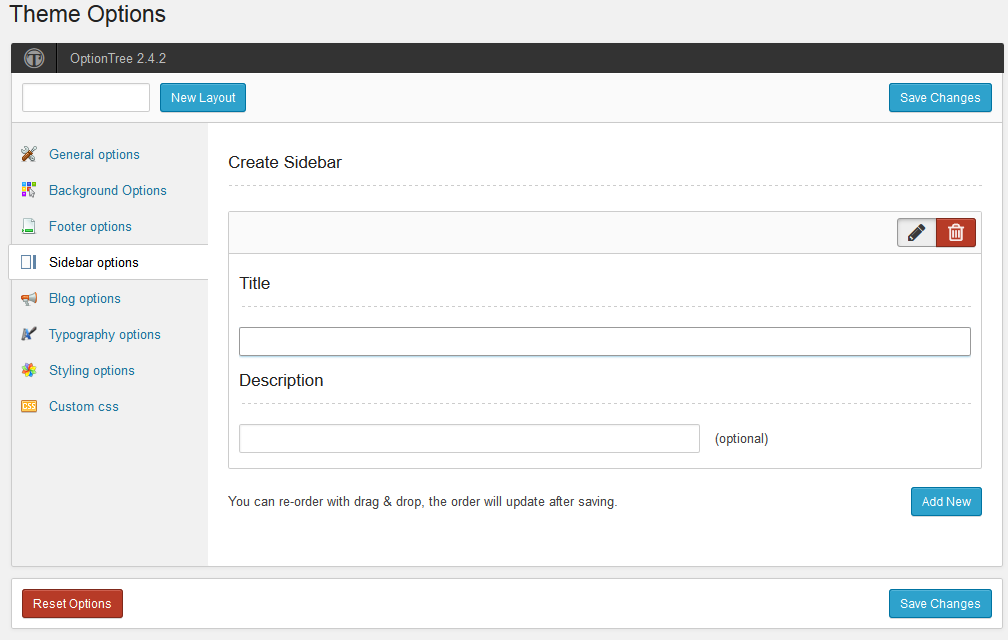 Theme Options
OptionTree 2.4.2
New Layout
Save Changes
General options
Background Options
Footer options
Sidebar options
Blog options
Typography options
Styling options
CSS
Custom css
Create Sidebar
Title
Description
(optional)
You can re-order with drag & drop, the order will update after saving.
Add New
Reset Options
Save Changes